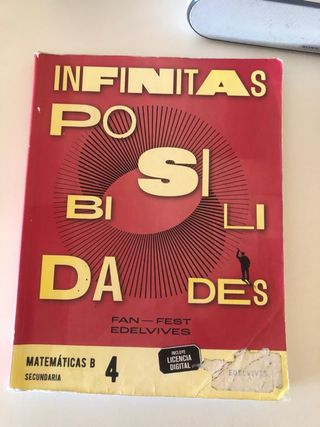 INFINITAS
PO
SI
BI LI
DA DES
FAN — FEST
EDELVIVES
MATEMÁTICAS B 4
SECUNDARIA
INCLUYE
LICENCIA
DIGITAL
EDELVIVES